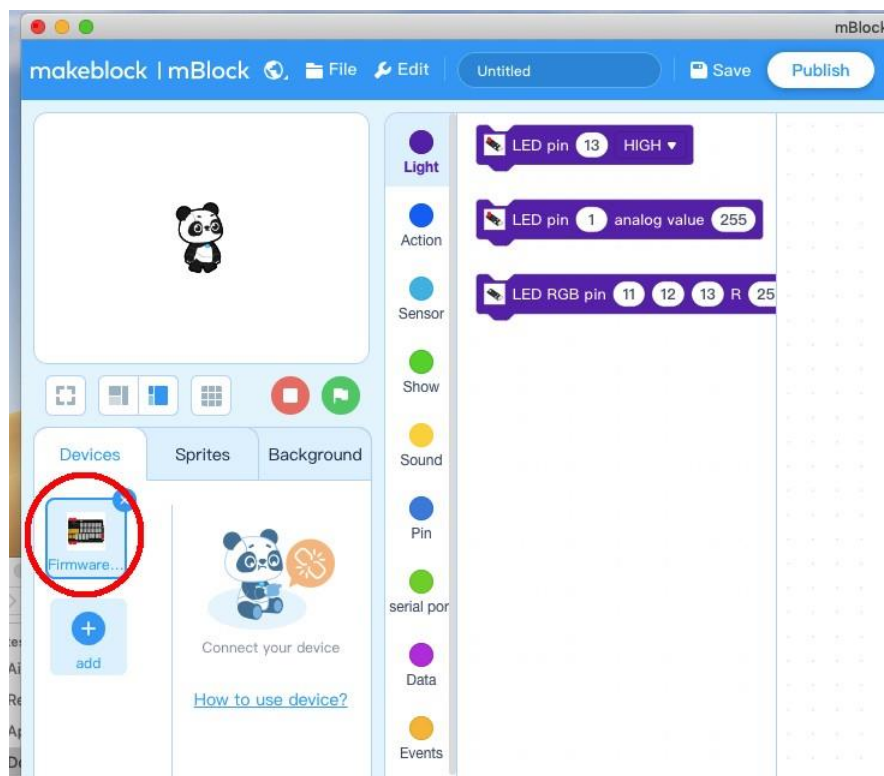 mBlock
makeblock | mBlock File Edit Untitled Save Publish
Light
Action
Sensor
Show
Sound
Pin
serial por
Data
Events
LED pin 13 HIGH
LED pin 1 analog value 255
LED RGB pin 11 12 13 R 25
Devices Sprites Background
Firmware...
add
Connect your device
How to use device?